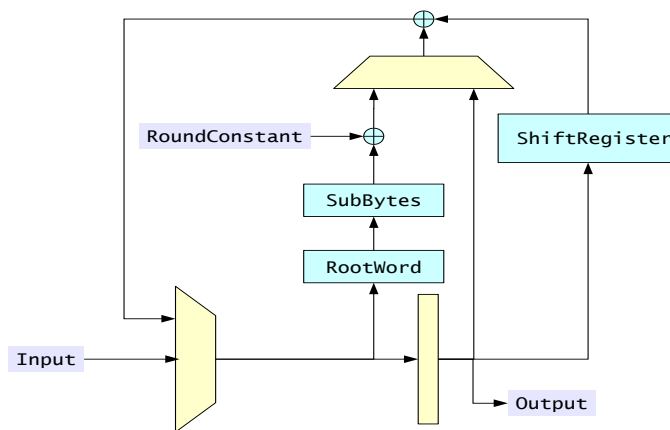 RoundConstant
ShiftRegister
SubBytes
RootWord
Input
Output